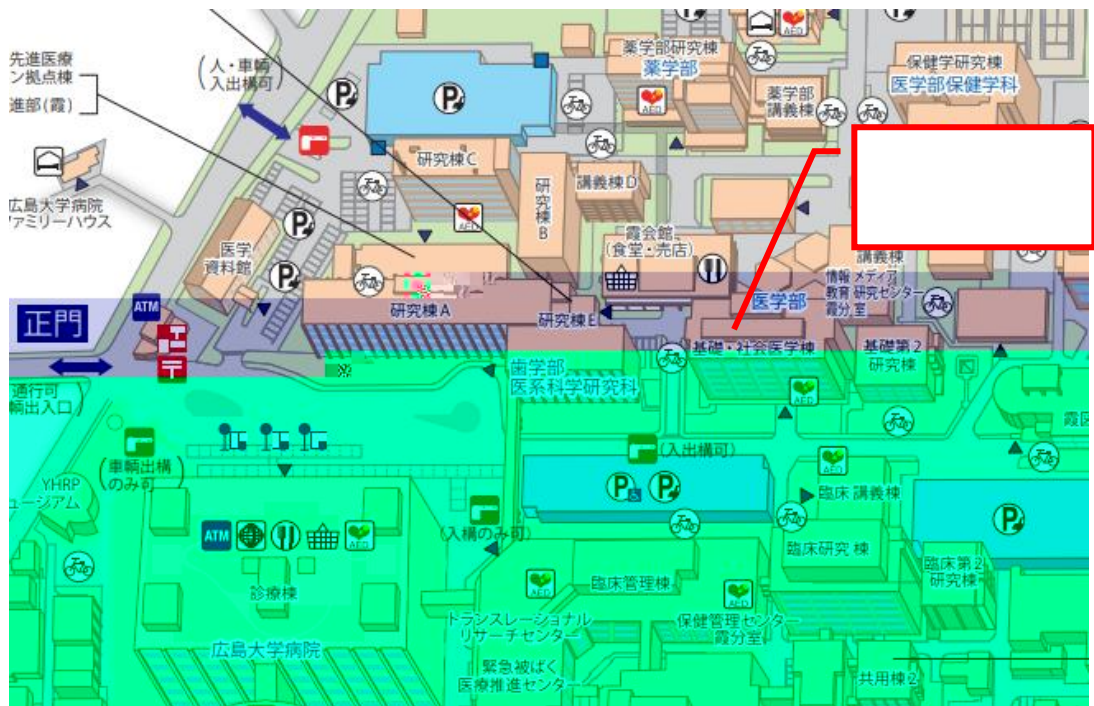 先進医療
ン拠点棟
進部(霞)
(人・車輌
入出構可)
P
P
薬学部研究棟
薬学部
AED
AED
薬学部
講義棟
保健学研究棟
医学部保健学科
広島大学病院
ァミリーハウス
研究棟C
研究棟B
講義棟D
P
医学
資料館
P
AED
霞会館
(食堂・売店)
講義棟
情報メディア
教育研究センター
霞分室
医学部
正門
ATM
研究棟A
研究棟E
基礎・社会医学棟
基礎第2
研究棟
歯学部
医系科学研究科
通行可
輌出入口)
AED
霞
(車輌出構
のみ可)
YHRP
ュージアム
(入出構可)
P
P
AED
臨床講義棟
P
(入構のみ可)
ATM
AED
診療棟
臨床研究棟
臨床第2
研究棟
AED
臨床管理棟
AED
トランスレーショナル
リサーチセンター
保健管理センター
霞分室
広島大学病院
緊急被ばく
医療推進センター
共用棟2